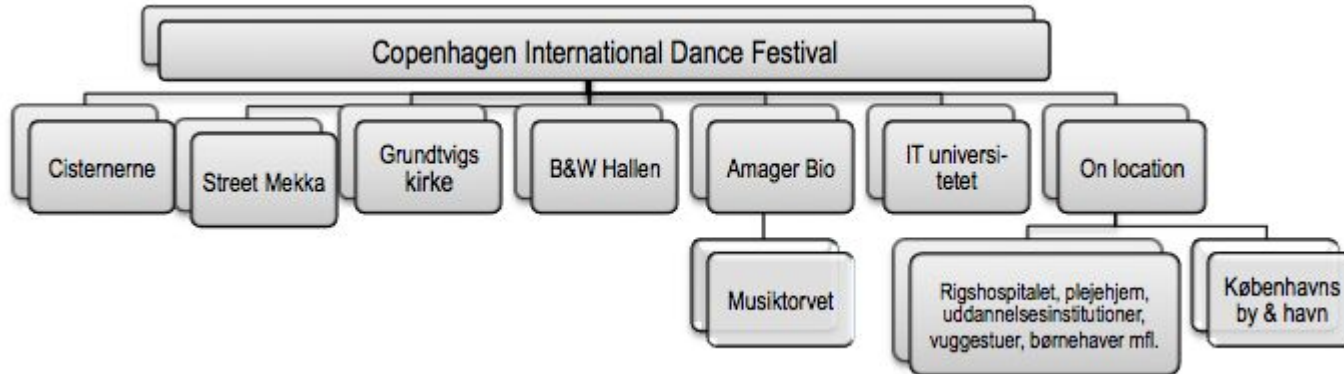 Copenhagen International Dance Festival
Cisternerne
Street Mekka
Grundtvigs
kirke
B&W Hallen
Amager Bio
IT universi-
tetet
On location
Musiktorvet
Rigshospitalet, plejehjem,
uddannelsesinstitutioner,
vuggestuer, børnehaver mfl.
Københavns
by & havn